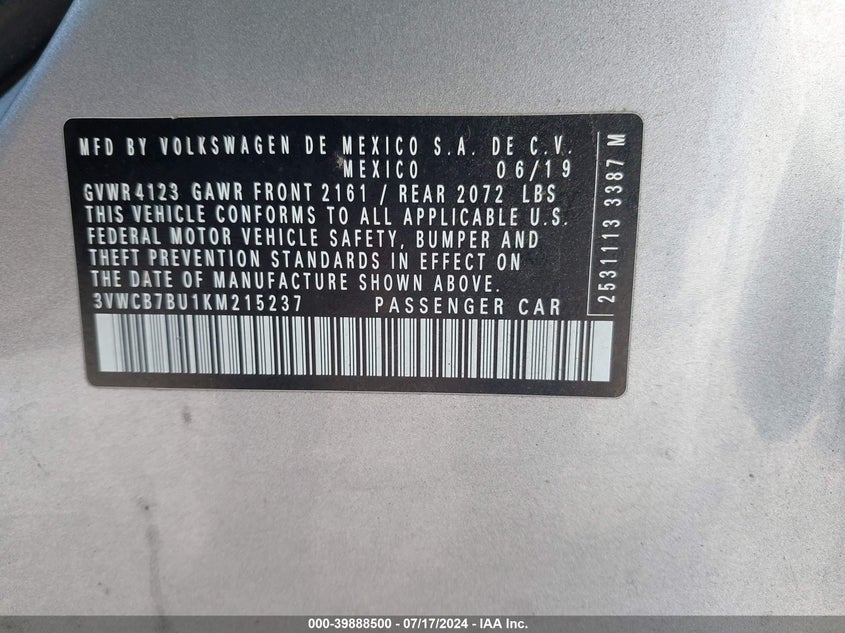 MFD BY VOLKSWAGEN DE MEXICO S.A. DE C.V.
MEXICO 06/19
GVWR 4123 GAWR FRONT 2161 / REAR 2072 LBS
THIS VEHICLE CONFORMS TO ALL APPLICABLE U.S.
FEDERAL MOTOR VEHICLE SAFETY, BUMPER AND
THEFT PREVENTION STANDARDS IN EFFECT ON
THE DATE OF MANUFACTURE SHOWN ABOVE.
3VWCB7BU1KM215237 PASSENGER CAR
2531113 3387 M
000-39888500 - 07/17/2024 - IAA Inc.